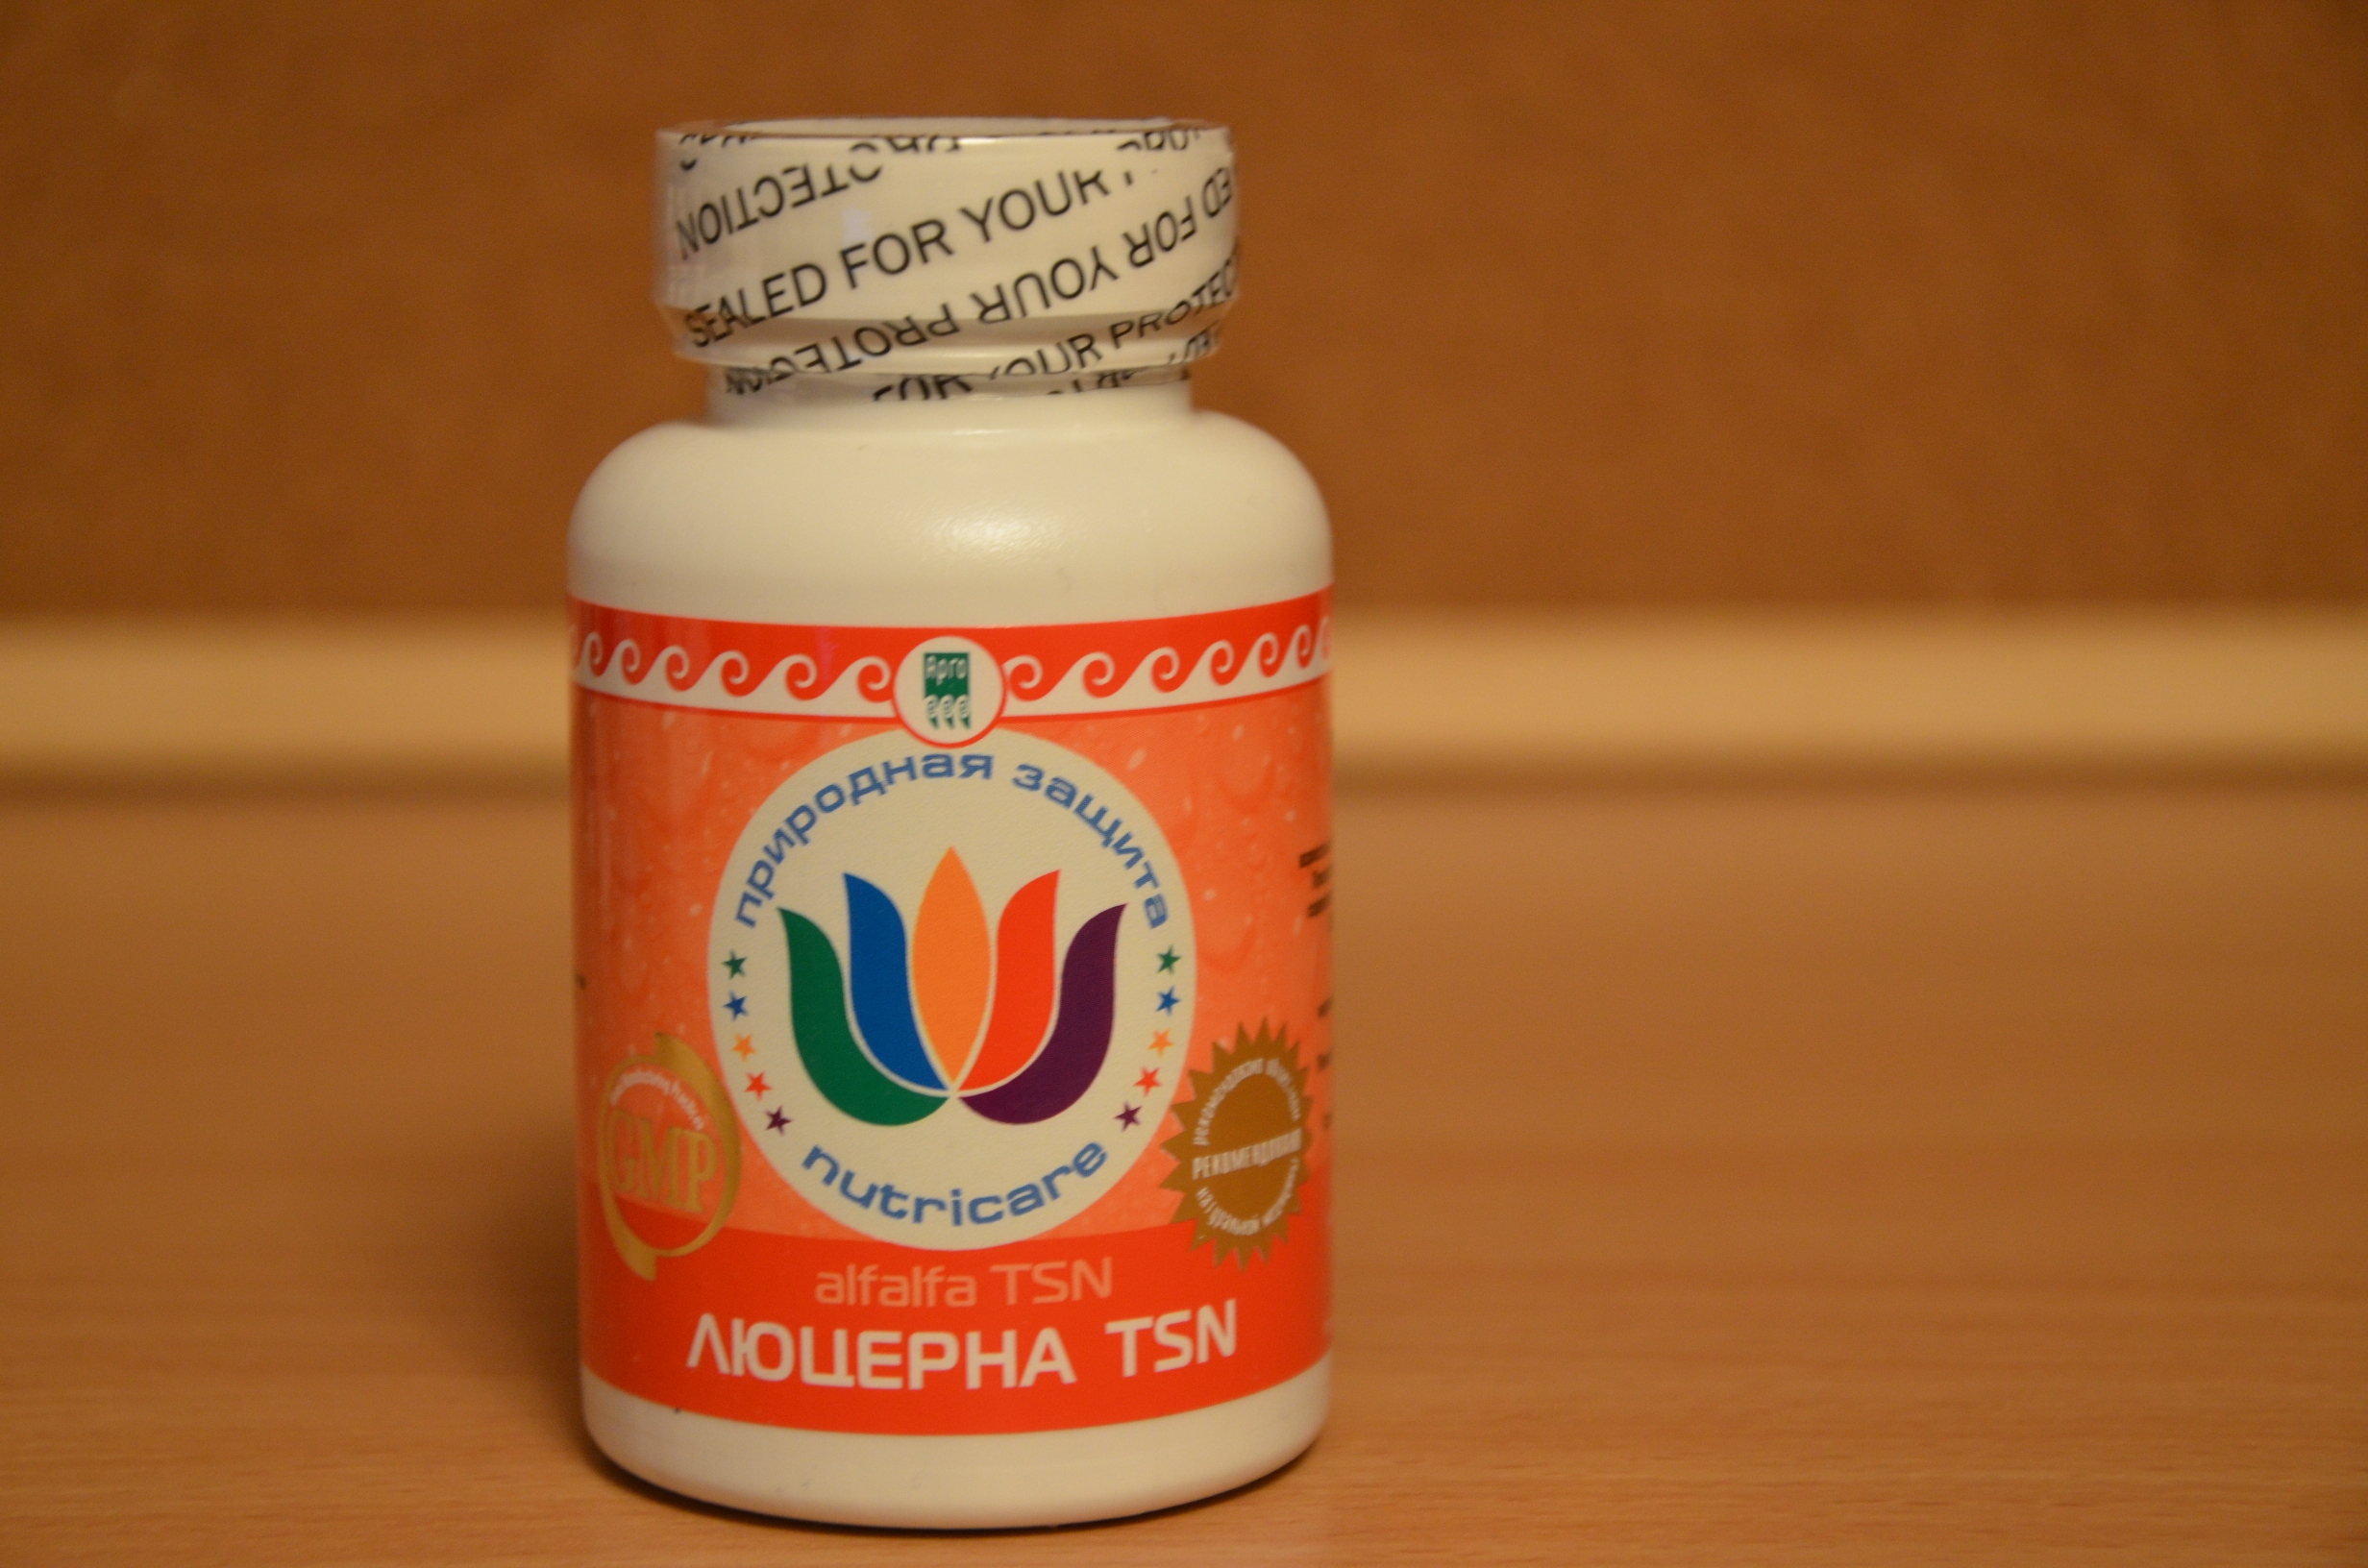 PROTECTION
SEALED FOR YOUR
SEALED FOR YOUR PROTECTION
FOR YOUR PROTECTION
Арго
природная защита
nutricare
GMP
РЕКОМЕНДОВАНО
натуральной
alfalfa TSN
ЛЮЦЕРНА TSN